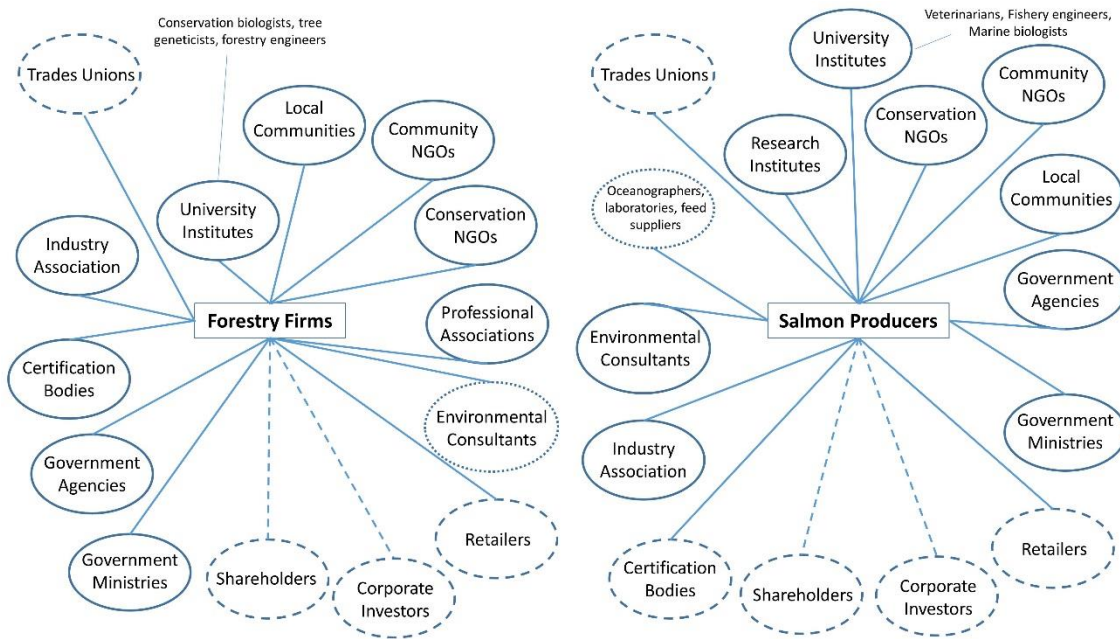 Conservation biologists, tree
geneticists, forestry engineers
Trades Unions
Local
Communities
Community
NGOs
University
Institutes
Conservation
NGOs
Industry
Association
Forestry Firms
Professional
Associations
Certification
Bodies
Environmental
Consultants
Government
Agencies
Retailers
Government
Ministries
Shareholders
Corporate
Investors
Veterinarians, Fishery engineers,
Marine biologists
University
Institutes
Trades Unions
Community
NGOs
Conservation
NGOs
Research
Institutes
Oceanographers,
laboratories, feed
suppliers
Local
Communities
Government
Agencies
Salmon Producers
Environmental
Consultants
Government
Ministries
Industry
Association
Retailers
Certification
Bodies
Shareholders
Corporate
Investors